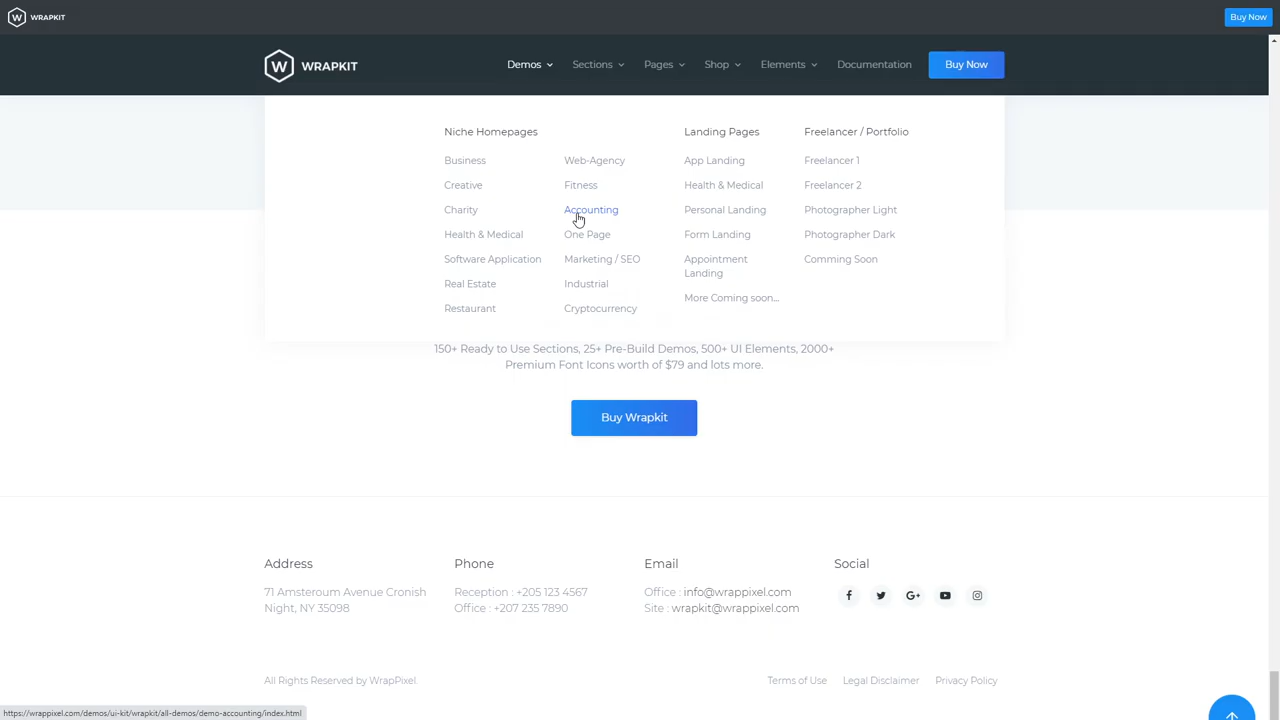 WRAPKIT
Buy Now
WRAPKIT
Demos
Sections
Pages
Shop
Elements
Documentation
Buy Now
Niche Homepages
Business
Creative
Charity
Health & Medical
Software Application
Real Estate
Restaurant
Web-Agency
Fitness
Accounting
One Page
Marketing / SEO
Industrial
Cryptocurrency
Landing Pages
App Landing
Health & Medical
Personal Landing
Form Landing
Appointment
Landing
More Coming soon...
Freelancer / Portfolio
Freelancer 1
Freelancer 2
Photographer Light
Photographer Dark
Comming Soon
150+ Ready to Use Sections, 25+ Pre-Build Demos, 500+ UI Elements, 2000+
Premium Font Icons worth of $79 and lots more.
Buy Wrapkit
Address
71 Amsteroum Avenue Cronish
Night, NY 35098
Phone
Reception : +205 123 4567
Office : +207 235 7890
Email
Office : info@wrappixel.com
Site : wrapkit@wrappixel.com
Social
All Rights Reserved by WrapPixel.
Terms of Use
Legal Disclaimer
Privacy Policy
https://wrappixel.com/demos/ui-kit/wrapkit/all-demos/demo-accounting/index.html